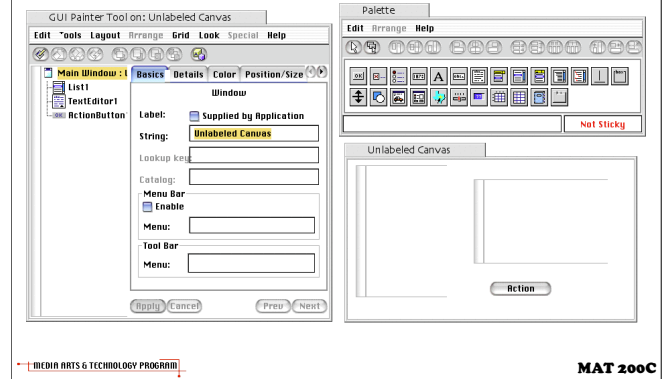 GUI Painter Tool on: Unlabeled Canvas
Edit Tools Layout Arrange Grid Look Special Help
Main Window : U
List1
TextEditor1
OK ActionButton
Basics Details Color Position/Size
Window
Label: Supplied by Application
String: Unlabeled Canvas
Lookup key:
Catalog:
Menu Bar
Enable
Menu:
Tool Bar
Menu:
Apply Cancel Prev Next
Palette
Edit Arrange Help
OK
A
Not Sticky
Unlabeled Canvas
Action
MEDIA ARTS & TECHNOLOGY PROGRAM
MAT 200C